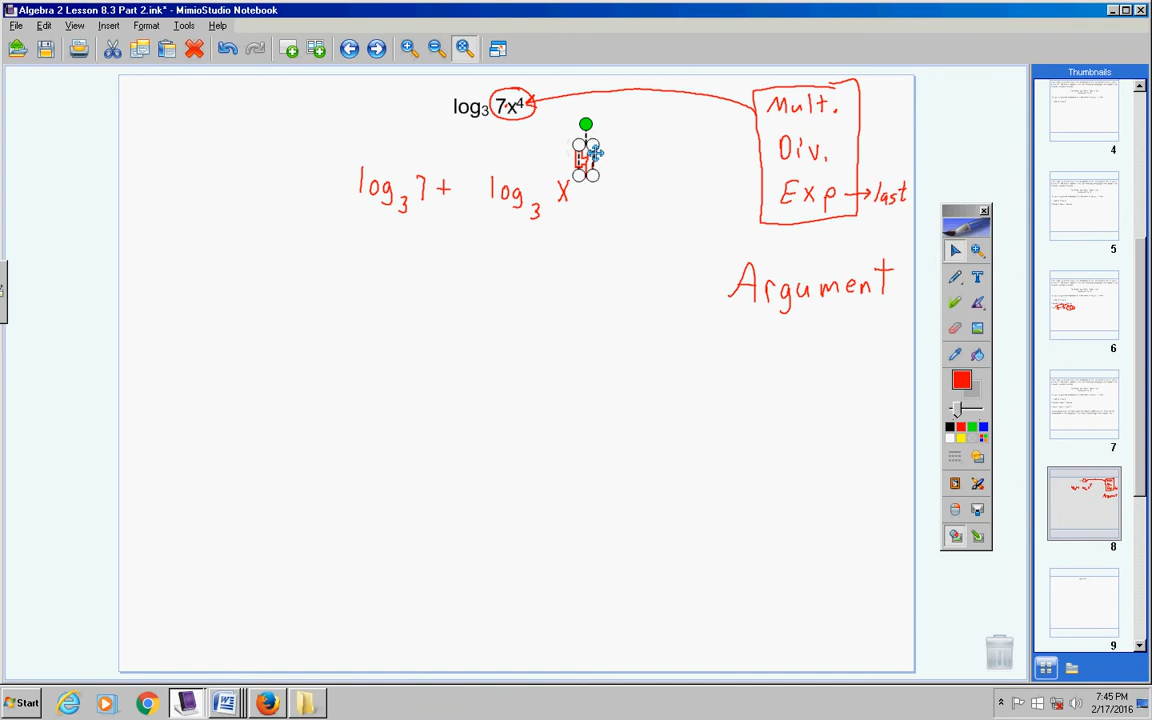 Algebra 2 Lesson 8.3 Part 2.ink* - MimioStudio Notebook
File Edit View Insert Format Tools Help
Thumbnails
log₃ 7x⁴
Mult.
Div.
Exp → last
log₃ 7 + log₃ x⁴
Argument
4
5
6
7
8
9
Start
7:45 PM
2/17/2016